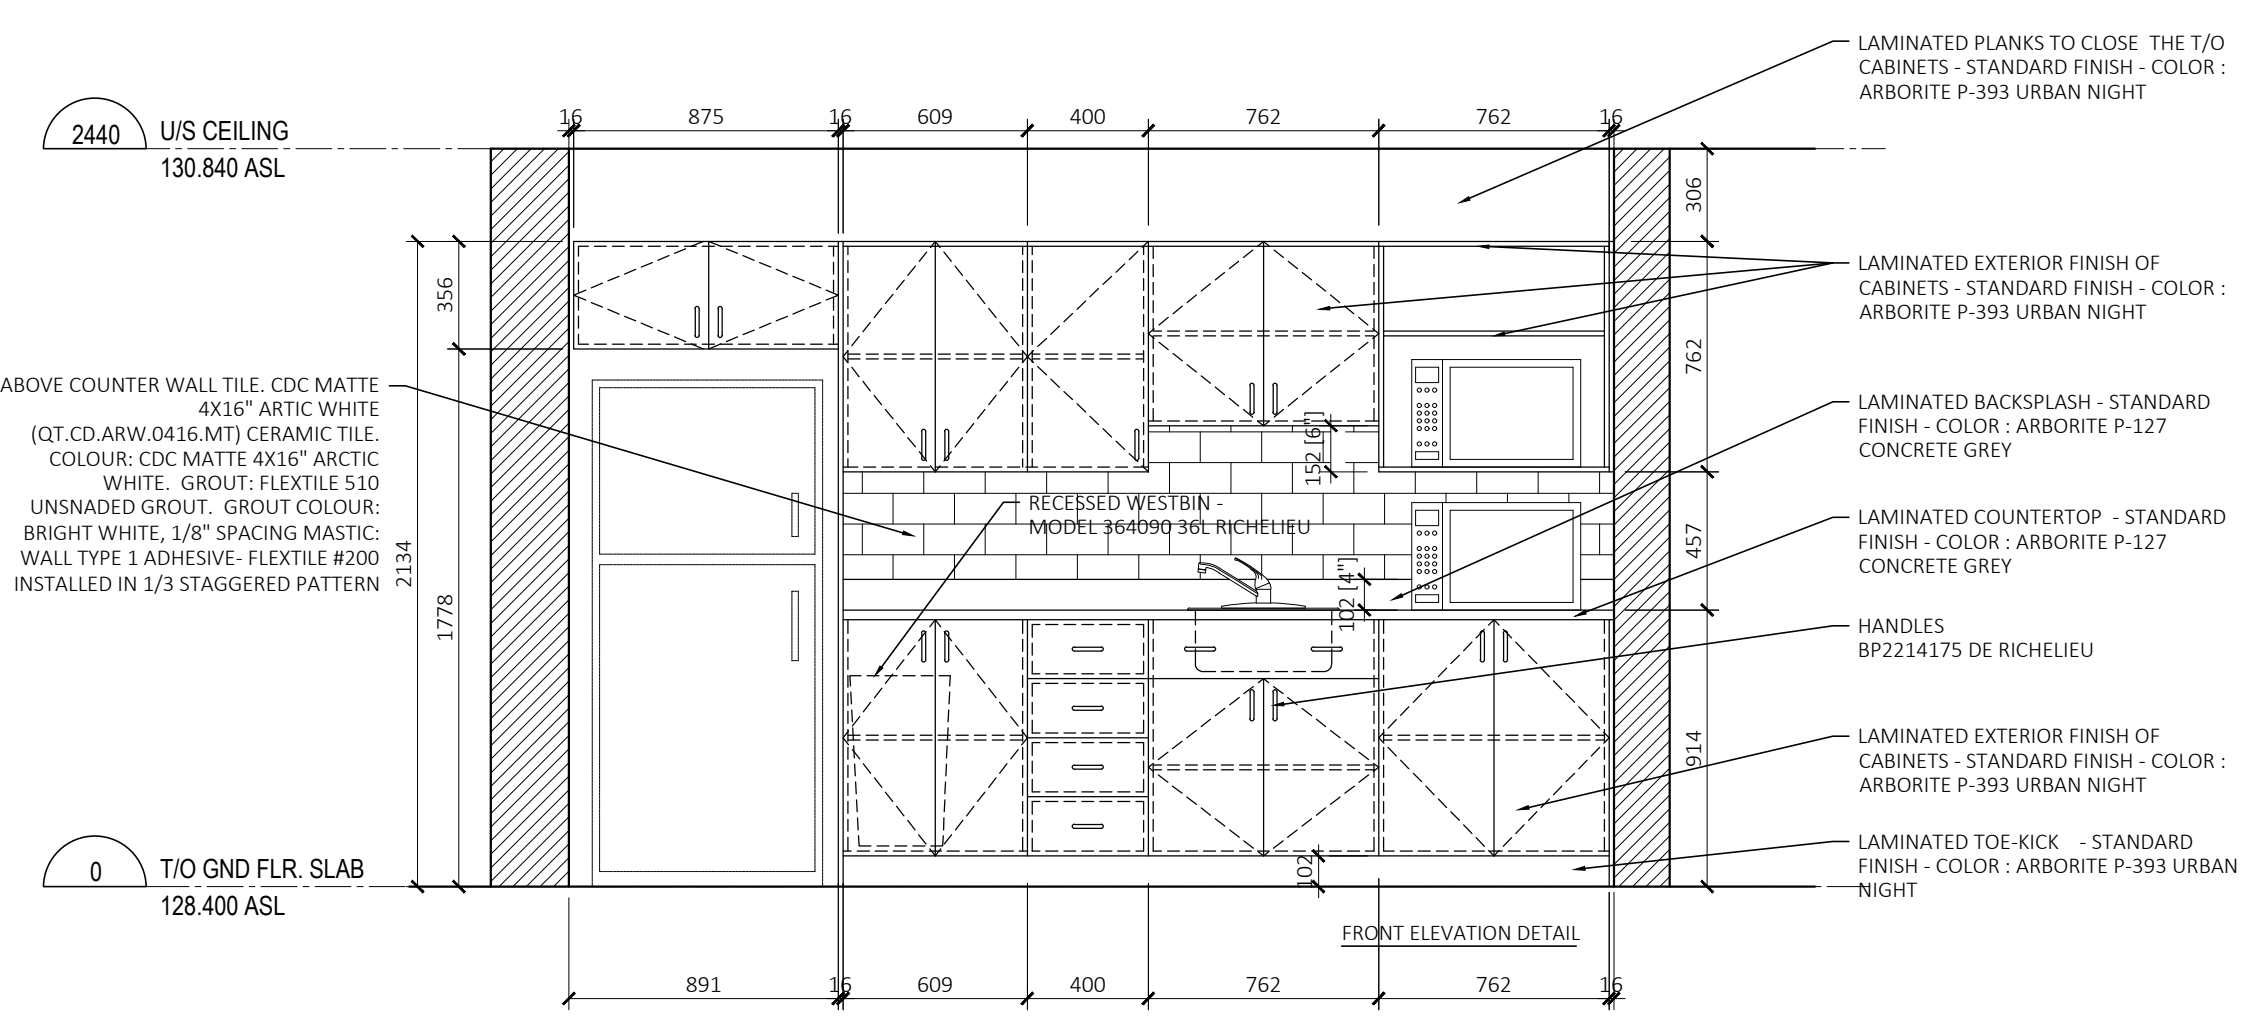 LAMINATED PLANKS TO CLOSE THE T/O
CABINETS - STANDARD FINISH - COLOR :
ARBORITE P-393 URBAN NIGHT
2440
U/S CEILING
130.840 ASL
16
875
16
609
400
762
762
16
306
LAMINATED EXTERIOR FINISH OF
CABINETS - STANDARD FINISH - COLOR :
ARBORITE P-393 URBAN NIGHT
356
762
ABOVE COUNTER WALL TILE. CDC MATTE
4X16" ARTIC WHITE
(QT.CD.ARW.0416.MT) CERAMIC TILE.
COLOUR: CDC MATTE 4X16" ARCTIC
WHITE. GROUT: FLEXTILE 510
UNSNADED GROUT. GROUT COLOUR:
BRIGHT WHITE, 1/8" SPACING MASTIC:
WALL TYPE 1 ADHESIVE- FLEXTILE #200
INSTALLED IN 1/3 STAGGERED PATTERN
2134
1778
152 [6"]
RECESSED WESTBIN -
MODEL 364090 36L RICHELIEU
LAMINATED BACKSPLASH - STANDARD
FINISH - COLOR : ARBORITE P-127
CONCRETE GREY
457
LAMINATED COUNTERTOP - STANDARD
FINISH - COLOR : ARBORITE P-127
CONCRETE GREY
102 [4"]
HANDLES
BP2214175 DE RICHELIEU
914
LAMINATED EXTERIOR FINISH OF
CABINETS - STANDARD FINISH - COLOR :
ARBORITE P-393 URBAN NIGHT
102
LAMINATED TOE-KICK - STANDARD
FINISH - COLOR : ARBORITE P-393 URBAN
NIGHT
0
T/O GND FLR. SLAB
128.400 ASL
FRONT ELEVATION DETAIL
891
16
609
400
762
762
16